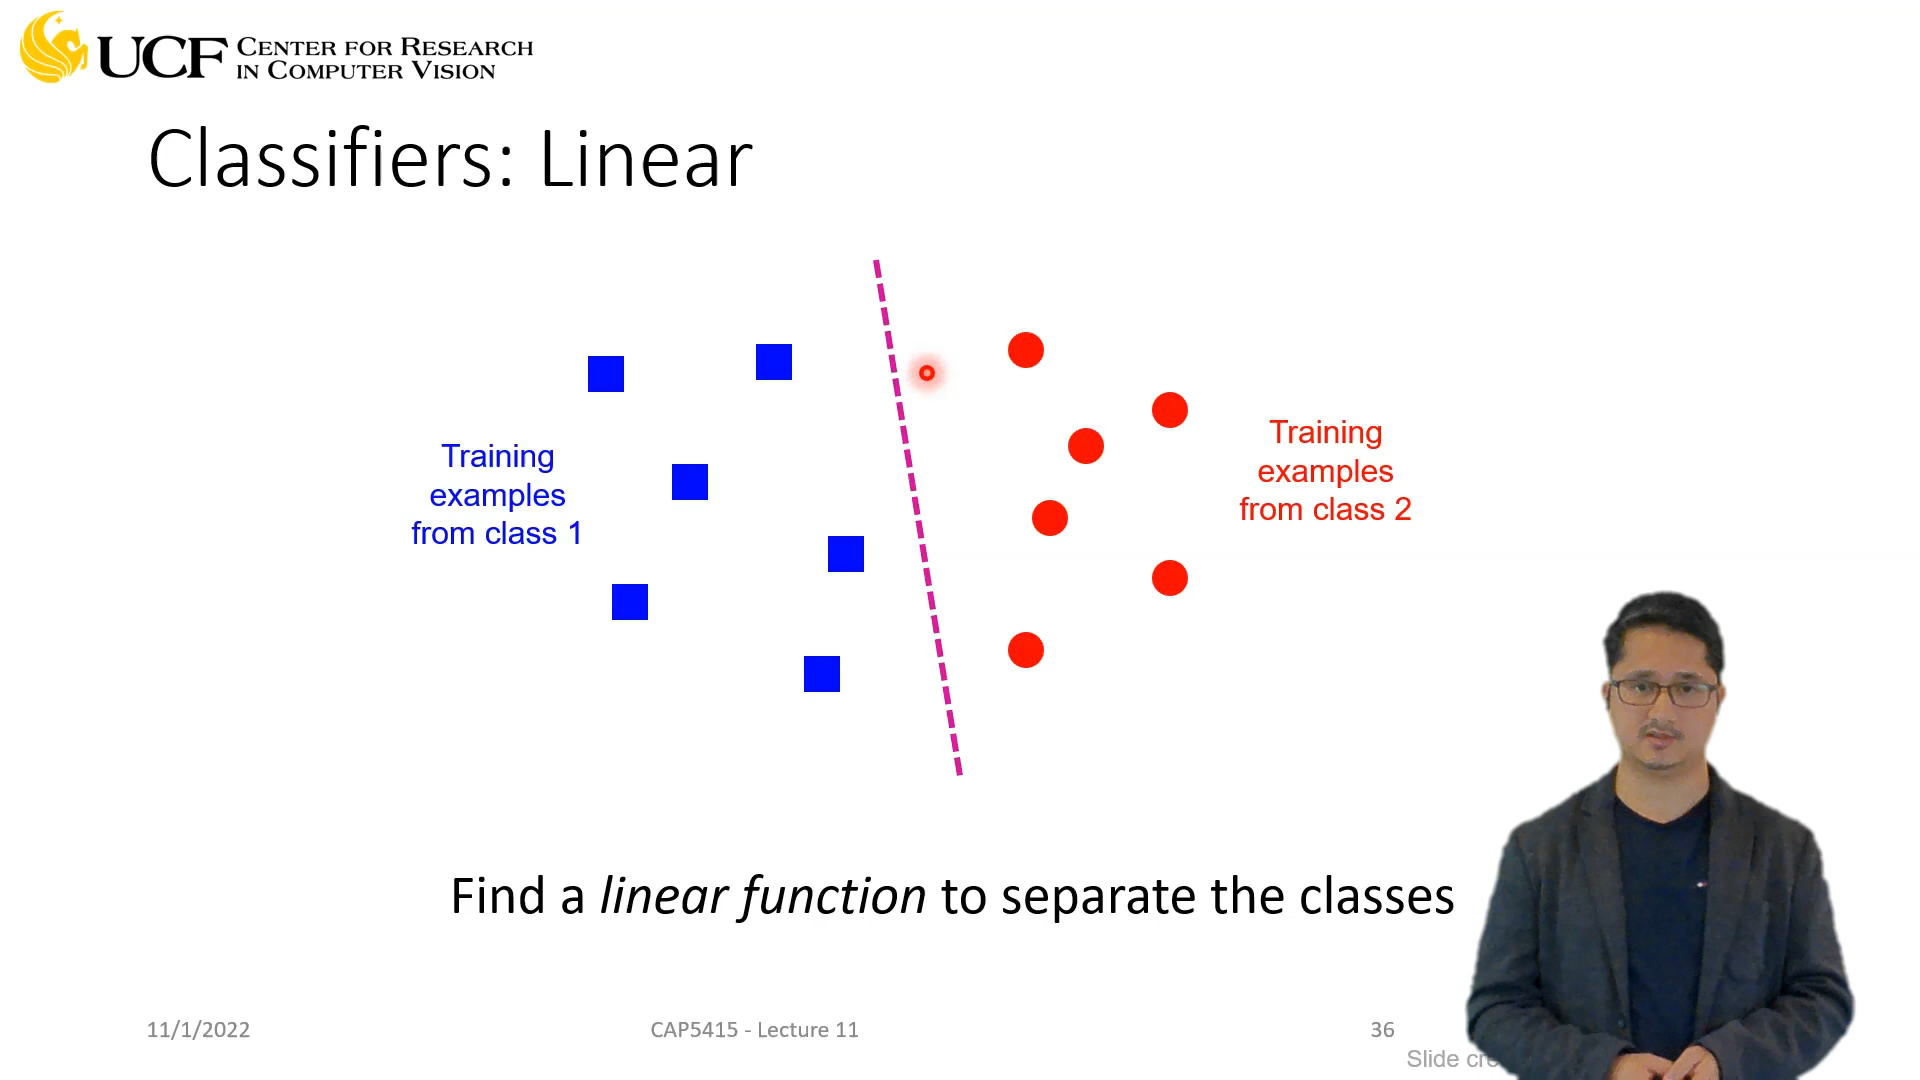 UCF CENTER FOR RESEARCH
IN COMPUTER VISION
Classifiers: Linear
Training
examples
from class 1
Training
examples
from class 2
Find a linear function to separate the classes
11/1/2022
CAP5415 - Lecture 11
36
Slide